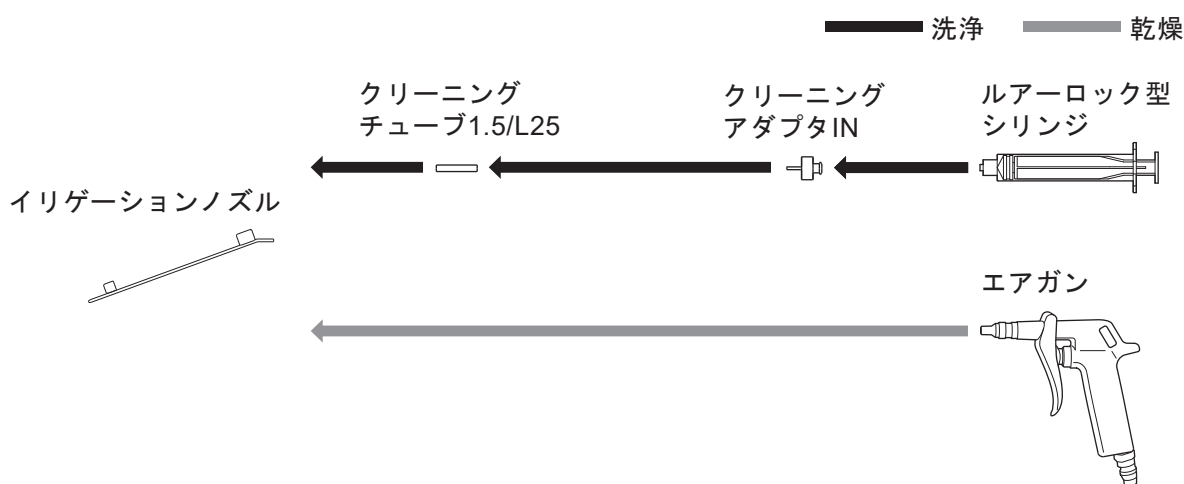 洗浄
乾燥
クリーニング
チューブ1.5/L25
クリーニング
アダプタIN
ルアーロック型
シリンジ
イリゲーションノズル
エアガン